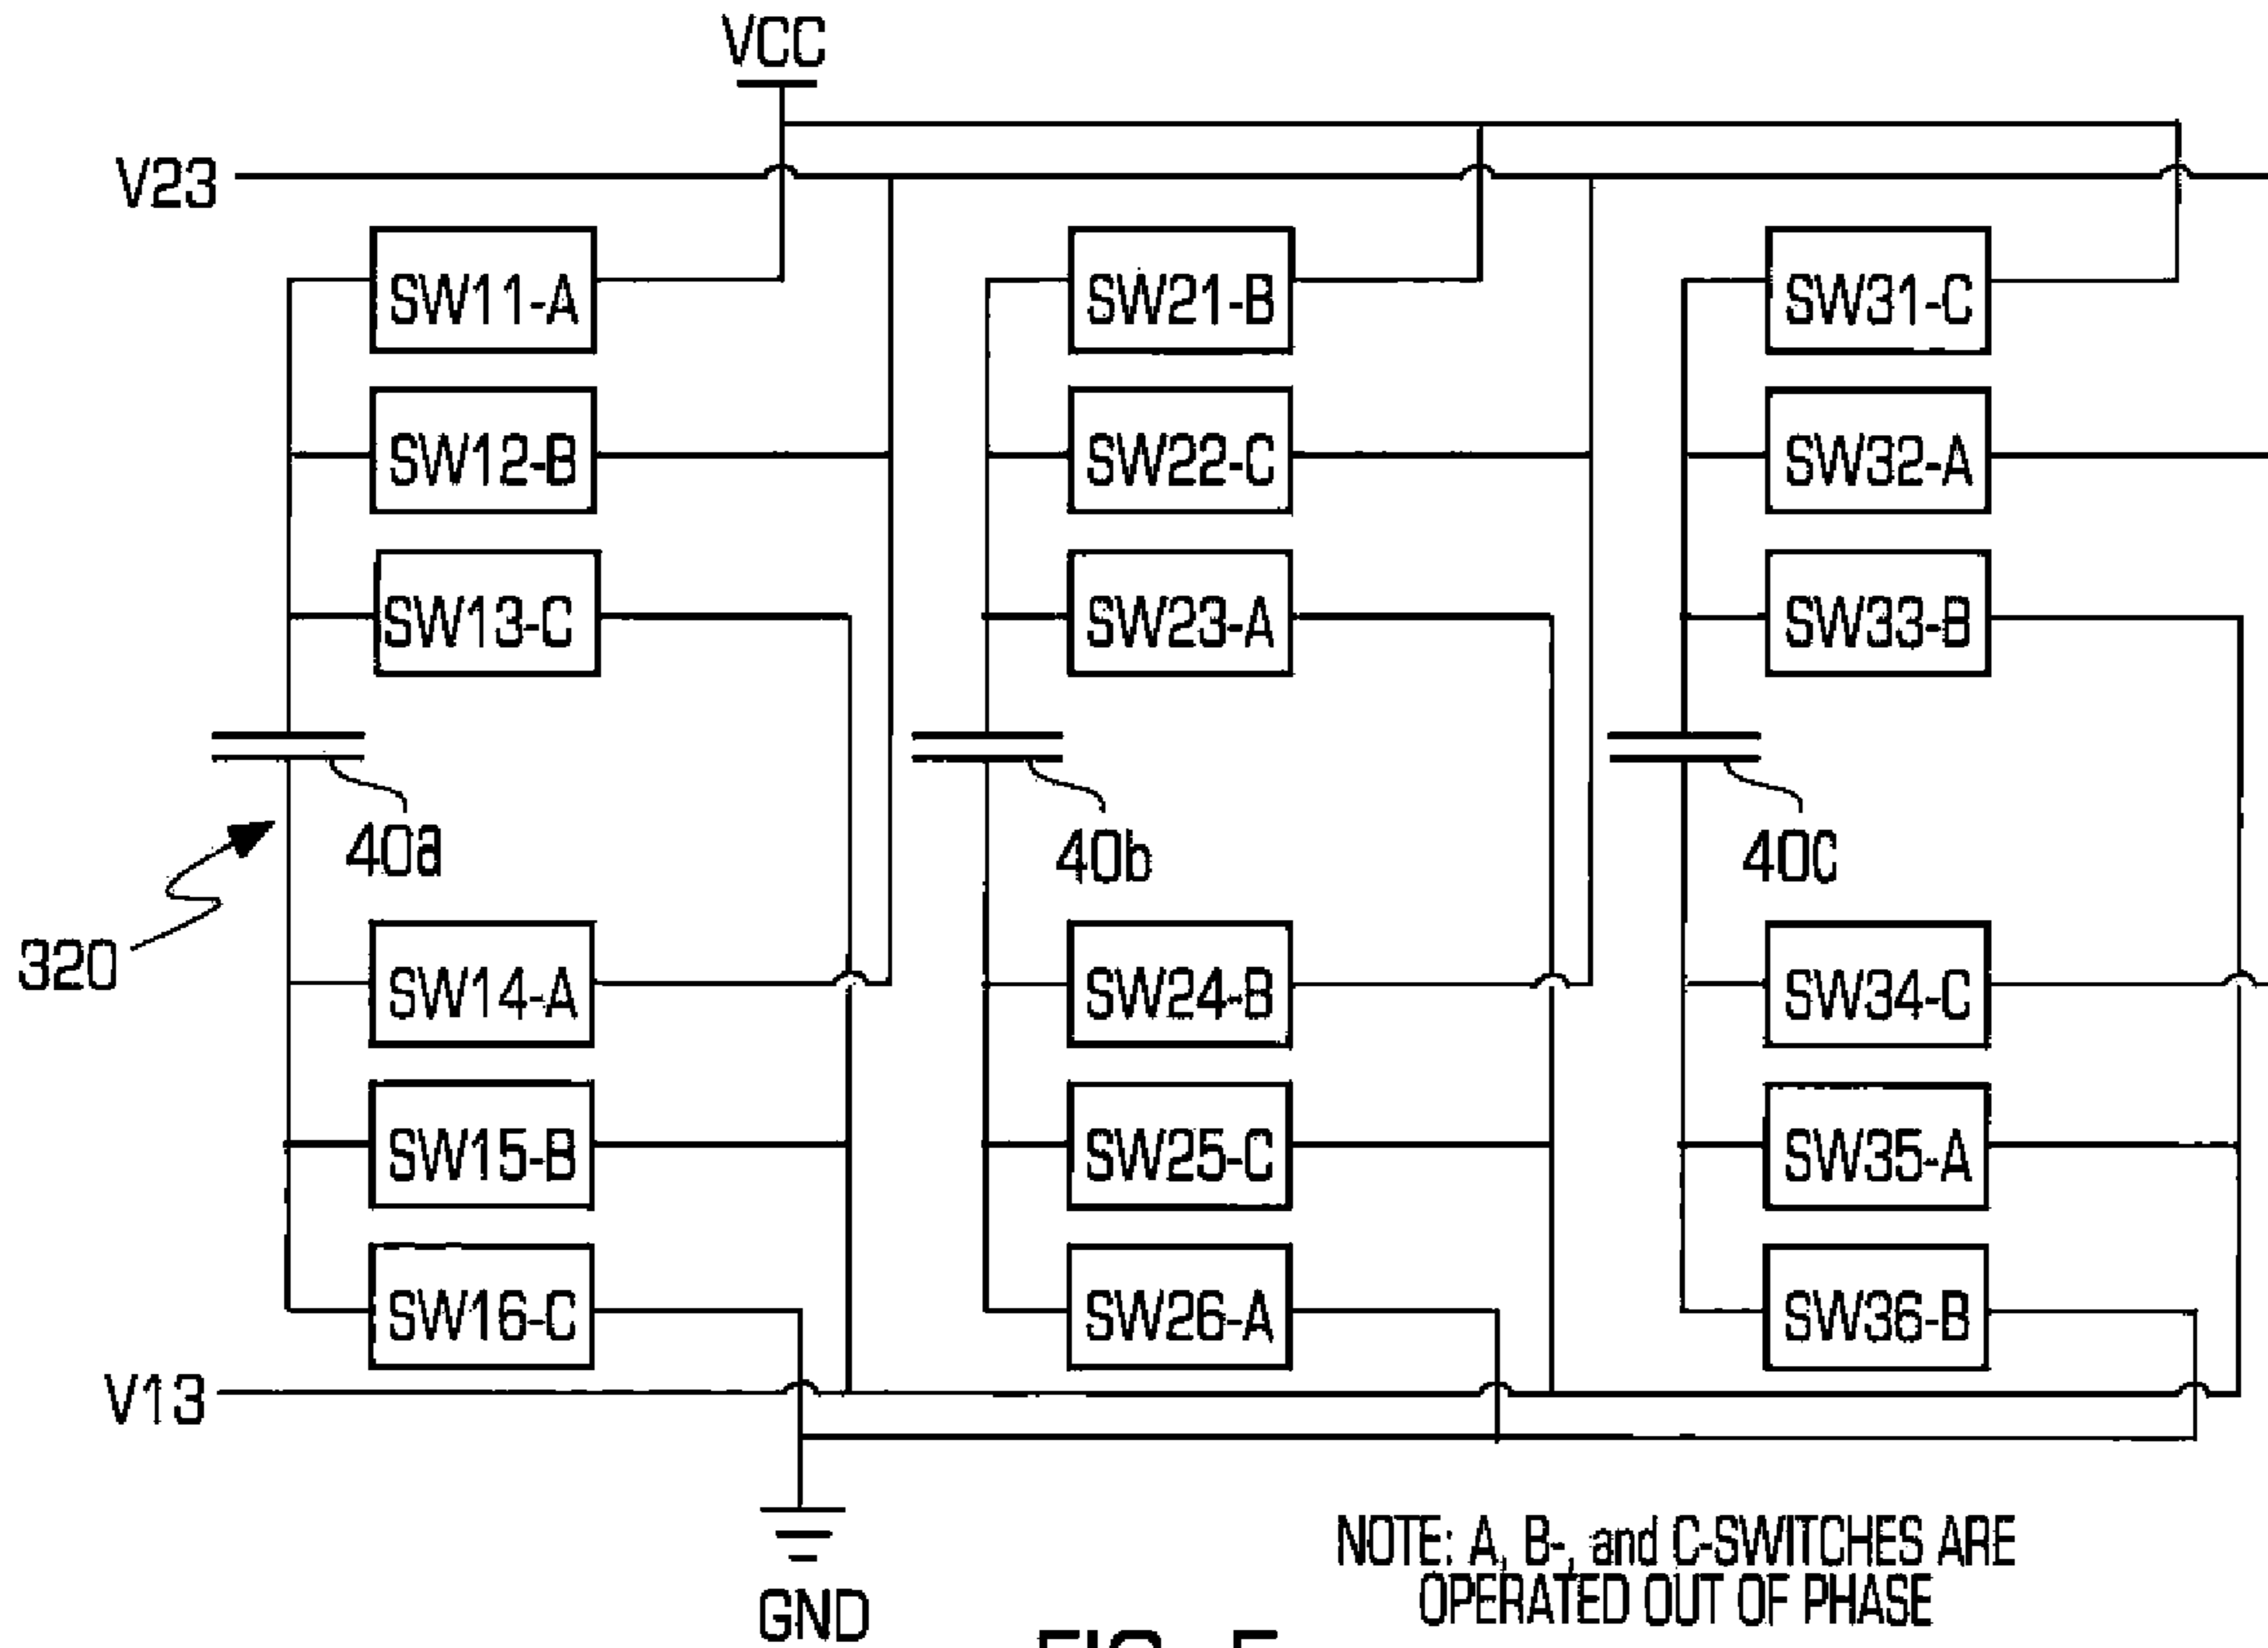 VCC
V23
SW11-A
SW21-B
SW31-C
SW12-B
SW22-C
SW32-A
SW13-C
SW23-A
SW33-B
40a
40b
40c
320
SW14-A
SW24-B
SW34-C
SW15-B
SW25-C
SW35-A
SW16-C
SW26-A
SW36-B
V13
GND
NOTE: A, B-, and C-SWITCHES ARE
OPERATED OUT OF PHASE